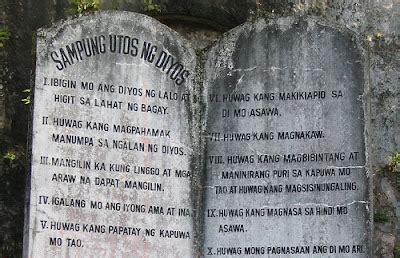 SAMPUNG UTOS NG DIYOS
I. IBIGIN MO ANG DIYOS NG LALO AT
HIGIT SA LAHAT NG BAGAY.
II. HUWAG KANG MAGPAHAMAK
MANUMPA SA NGALAN NG DIYOS.
III. MANGILIN KA KUNG LINGGO AT MGA
ARAW NA DAPAT MANGILIN.
IV. IGALANG MO ANG IYONG AMA AT INA
V. HUWAG KANG PAPATAY NG KAPUWA
MO TAO.
VI. HUWAG KANG MAKIKIAPID SA
DI MO ASAWA.
VII. HUWAG KANG MAGNAKAW.
VIII. HUWAG KANG MAGBIBINTANG AT
MANINIRANG PURI SA KAPUWA MO
TAO AT HUWAG KANG MAGSISINUNGALING.
IX. HUWAG KANG MAGNASA SA HINDI MO
ASAWA.
X. HUWAG MONG PAGNASAAN ANG DI MO ARI.